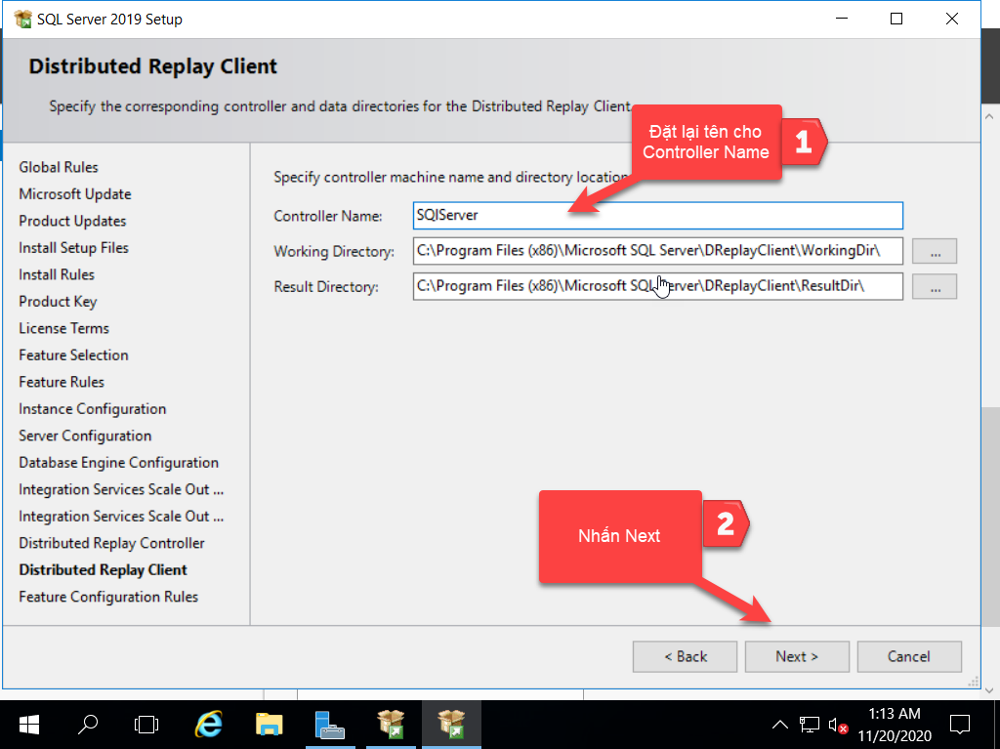 SQL Server 2019 Setup
Distributed Replay Client
Specify the corresponding controller and data directories for the Distributed Replay Client.
Đặt lại tên cho
Controller Name
1
Global Rules
Microsoft Update
Product Updates
Install Setup Files
Install Rules
Product Key
License Terms
Feature Selection
Feature Rules
Instance Configuration
Server Configuration
Database Engine Configuration
Integration Services Scale Out ...
Integration Services Scale Out ...
Distributed Replay Controller
Distributed Replay Client
Feature Configuration Rules
Specify controller machine name and directory location
Controller Name: SQlServer
Working Directory: C:\Program Files (x86)\Microsoft SQL Server\DReplayClient\WorkingDir\ ...
Result Directory: C:\Program Files (x86)\Microsoft SQL Server\DReplayClient\ResultDir\ ...
Nhấn Next
2
< Back Next > Cancel
1:13 AM
11/20/2020